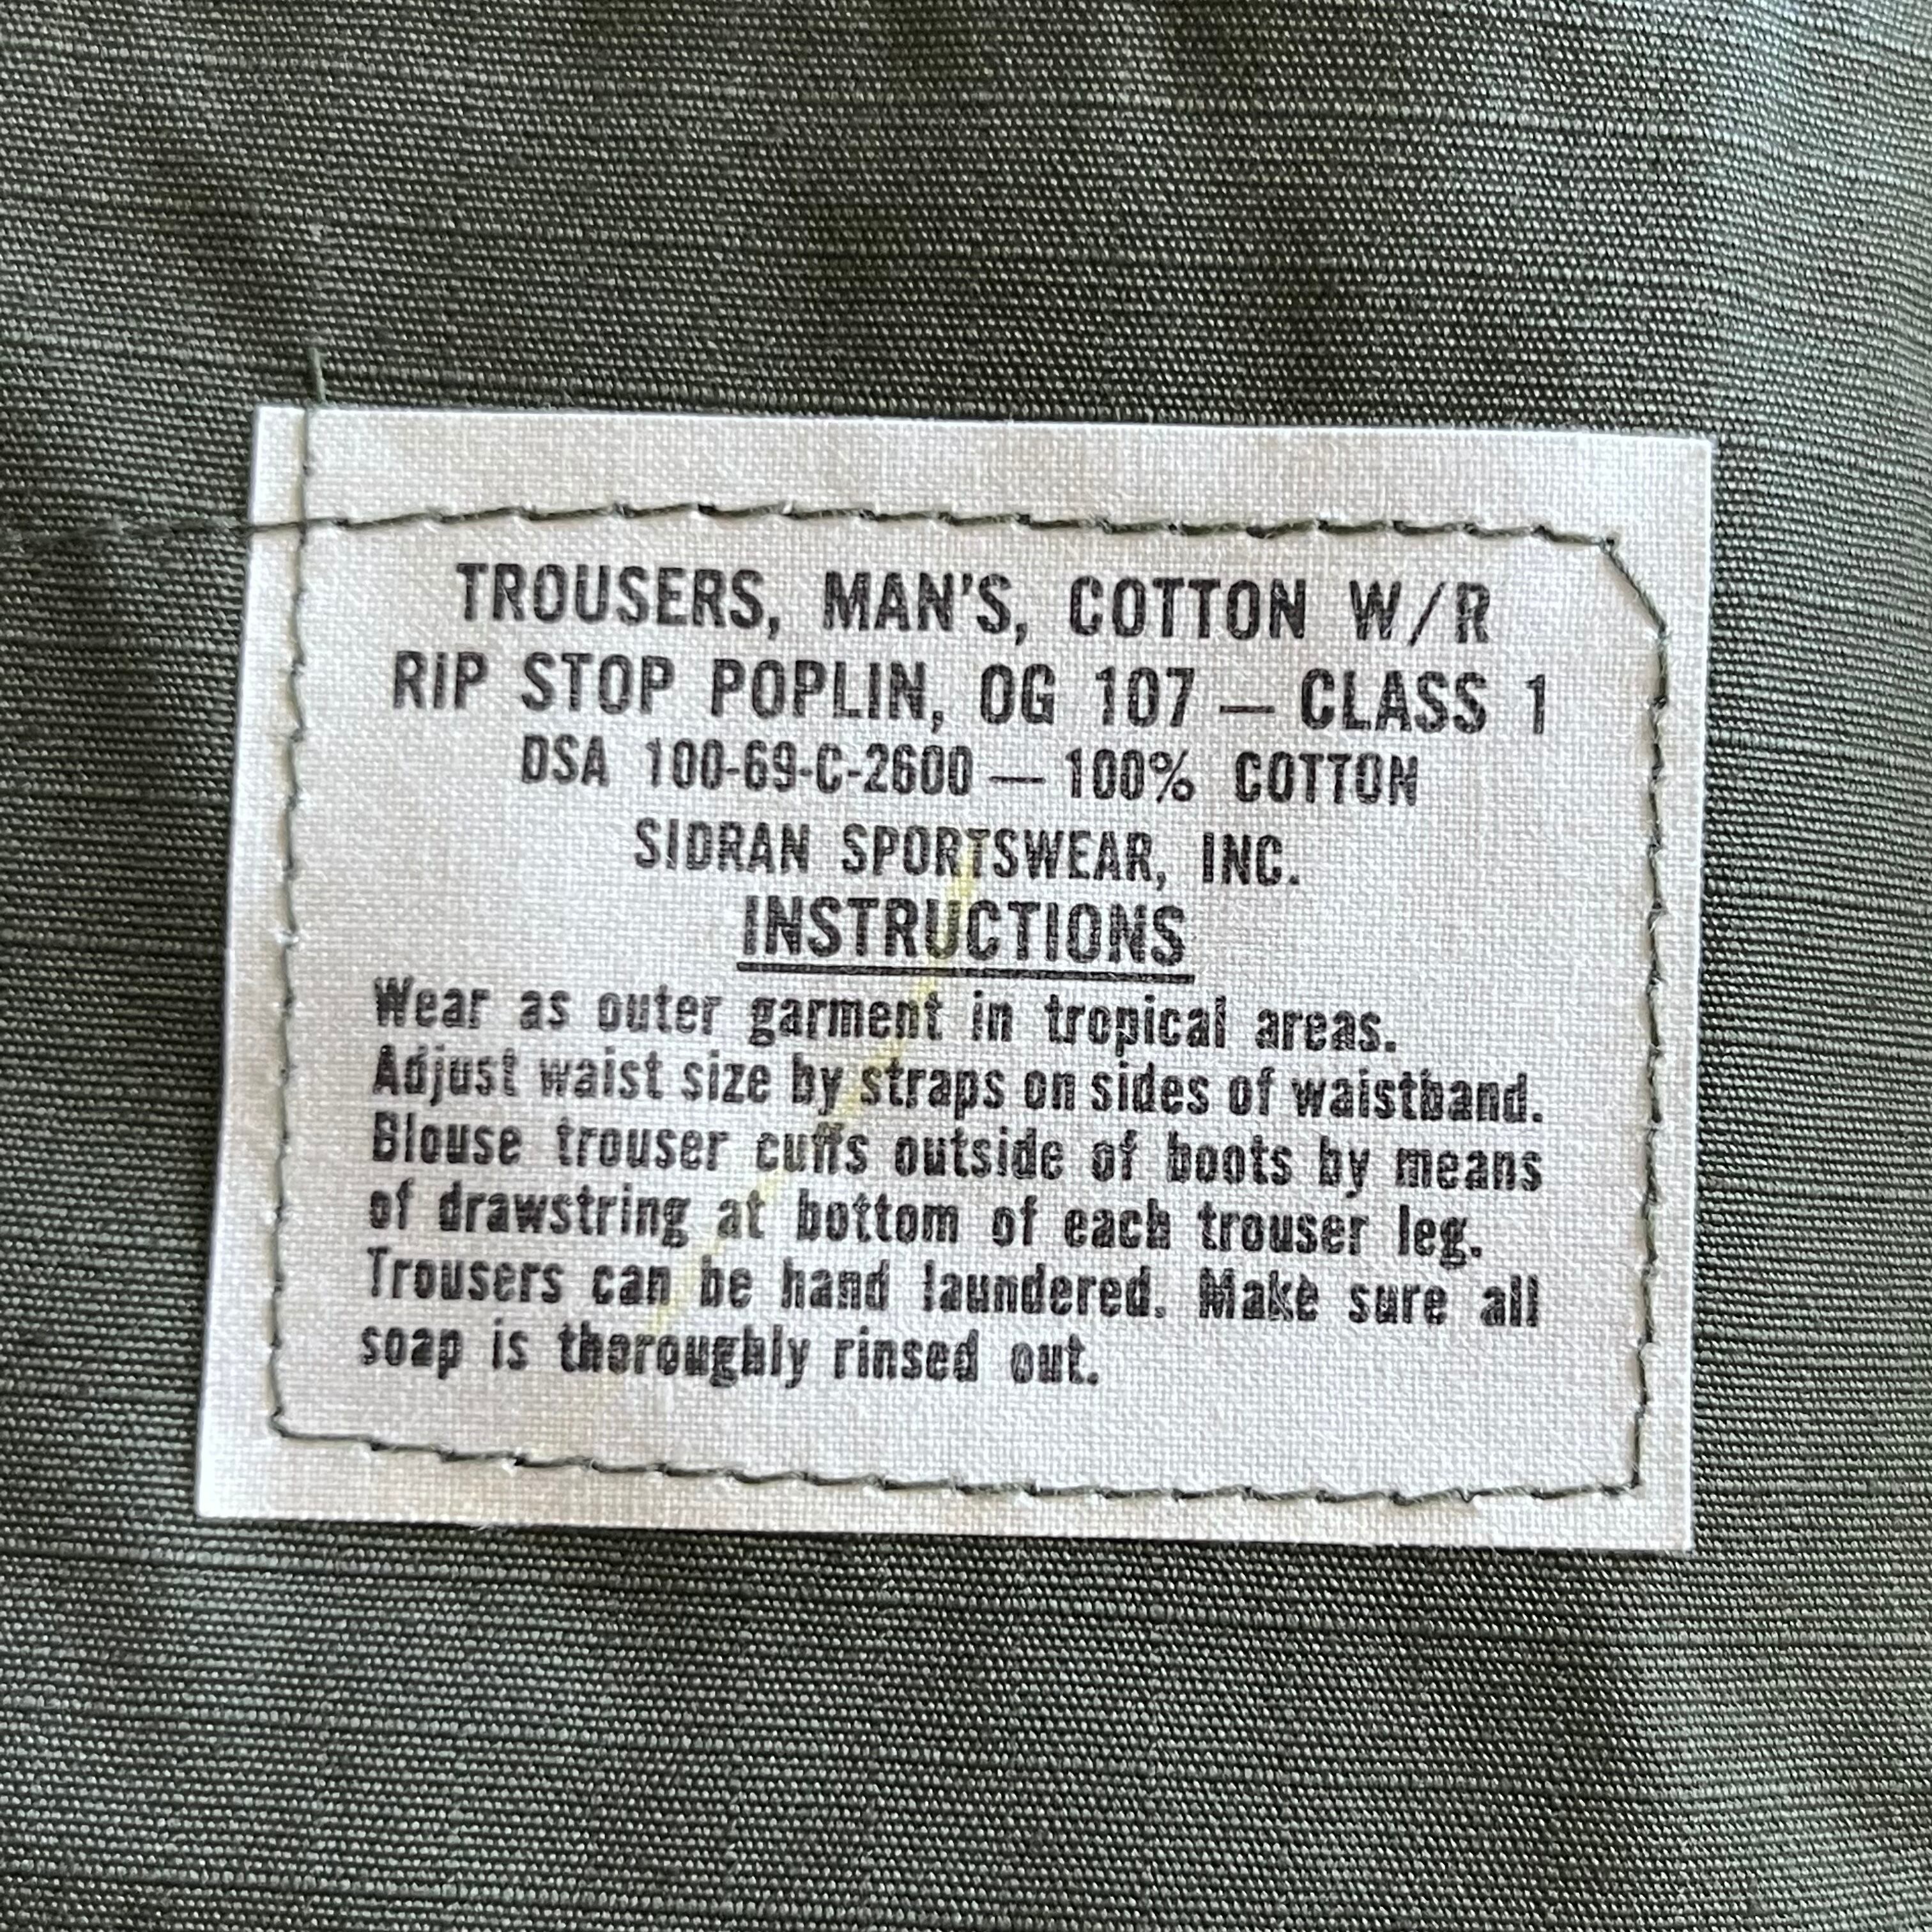 TROUSERS, MAN'S, COTTON W/R
RIP STOP POPLIN, OG 107 — CLASS 1
DSA 100-69-C-2600 — 100% COTTON
SIDRAN SPORTSWEAR, INC.
INSTRUCTIONS
Wear as outer garment in tropical areas.
Adjust waist size by straps on sides of waistband.
Blouse trouser cuffs outside of boots by means
of drawstring at bottom of each trouser leg.
Trousers can be hand laundered. Make sure all
soap is thoroughly rinsed out.